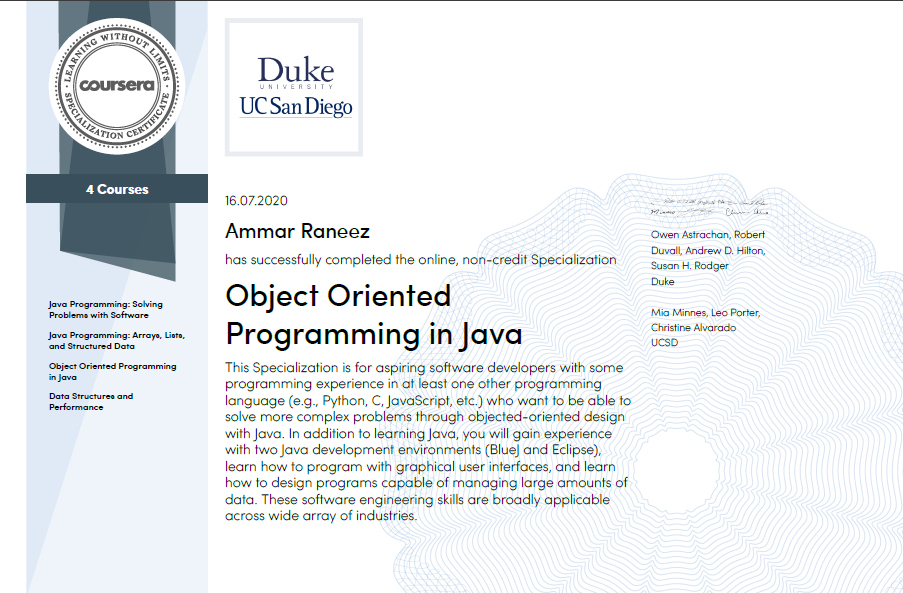 LEARNING WITHOUT LIMITS
coursera
SPECIALIZATION CERTIFICATE
4 Courses
Java Programming: Solving
Problems with Software
Java Programming: Arrays, Lists,
and Structured Data
Object Oriented Programming
in Java
Data Structures and
Performance
Duke
UNIVERSITY
UC San Diego
16.07.2020
Ammar Raneez
has successfully completed the online, non-credit Specialization
Object Oriented
Programming in Java
This Specialization is for aspiring software developers with some
programming experience in at least one other programming
language (e.g., Python, C, JavaScript, etc.) who want to be able to
solve more complex problems through objected-oriented design
with Java. In addition to learning Java, you will gain experience
with two Java development environments (BlueJ and Eclipse),
learn how to program with graphical user interfaces, and learn
how to design programs capable of managing large amounts of
data. These software engineering skills are broadly applicable
across wide array of industries.
Owen Astrachan, Robert
Duvall, Andrew D. Hilton,
Susan H. Rodger
Duke
Mia Minnes, Leo Porter,
Christine Alvarado
UCSD